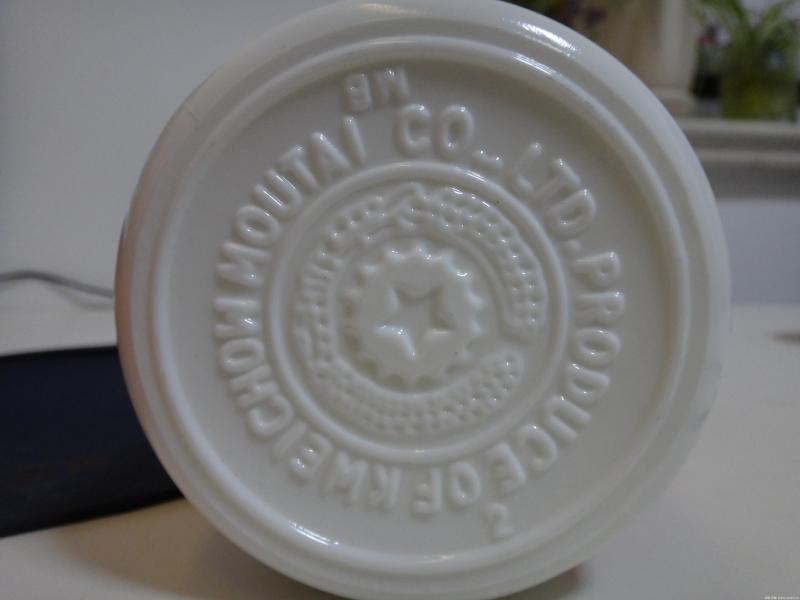 MB
PRODUCE OF KWEICHOW MOUTAI CO., LTD.
2